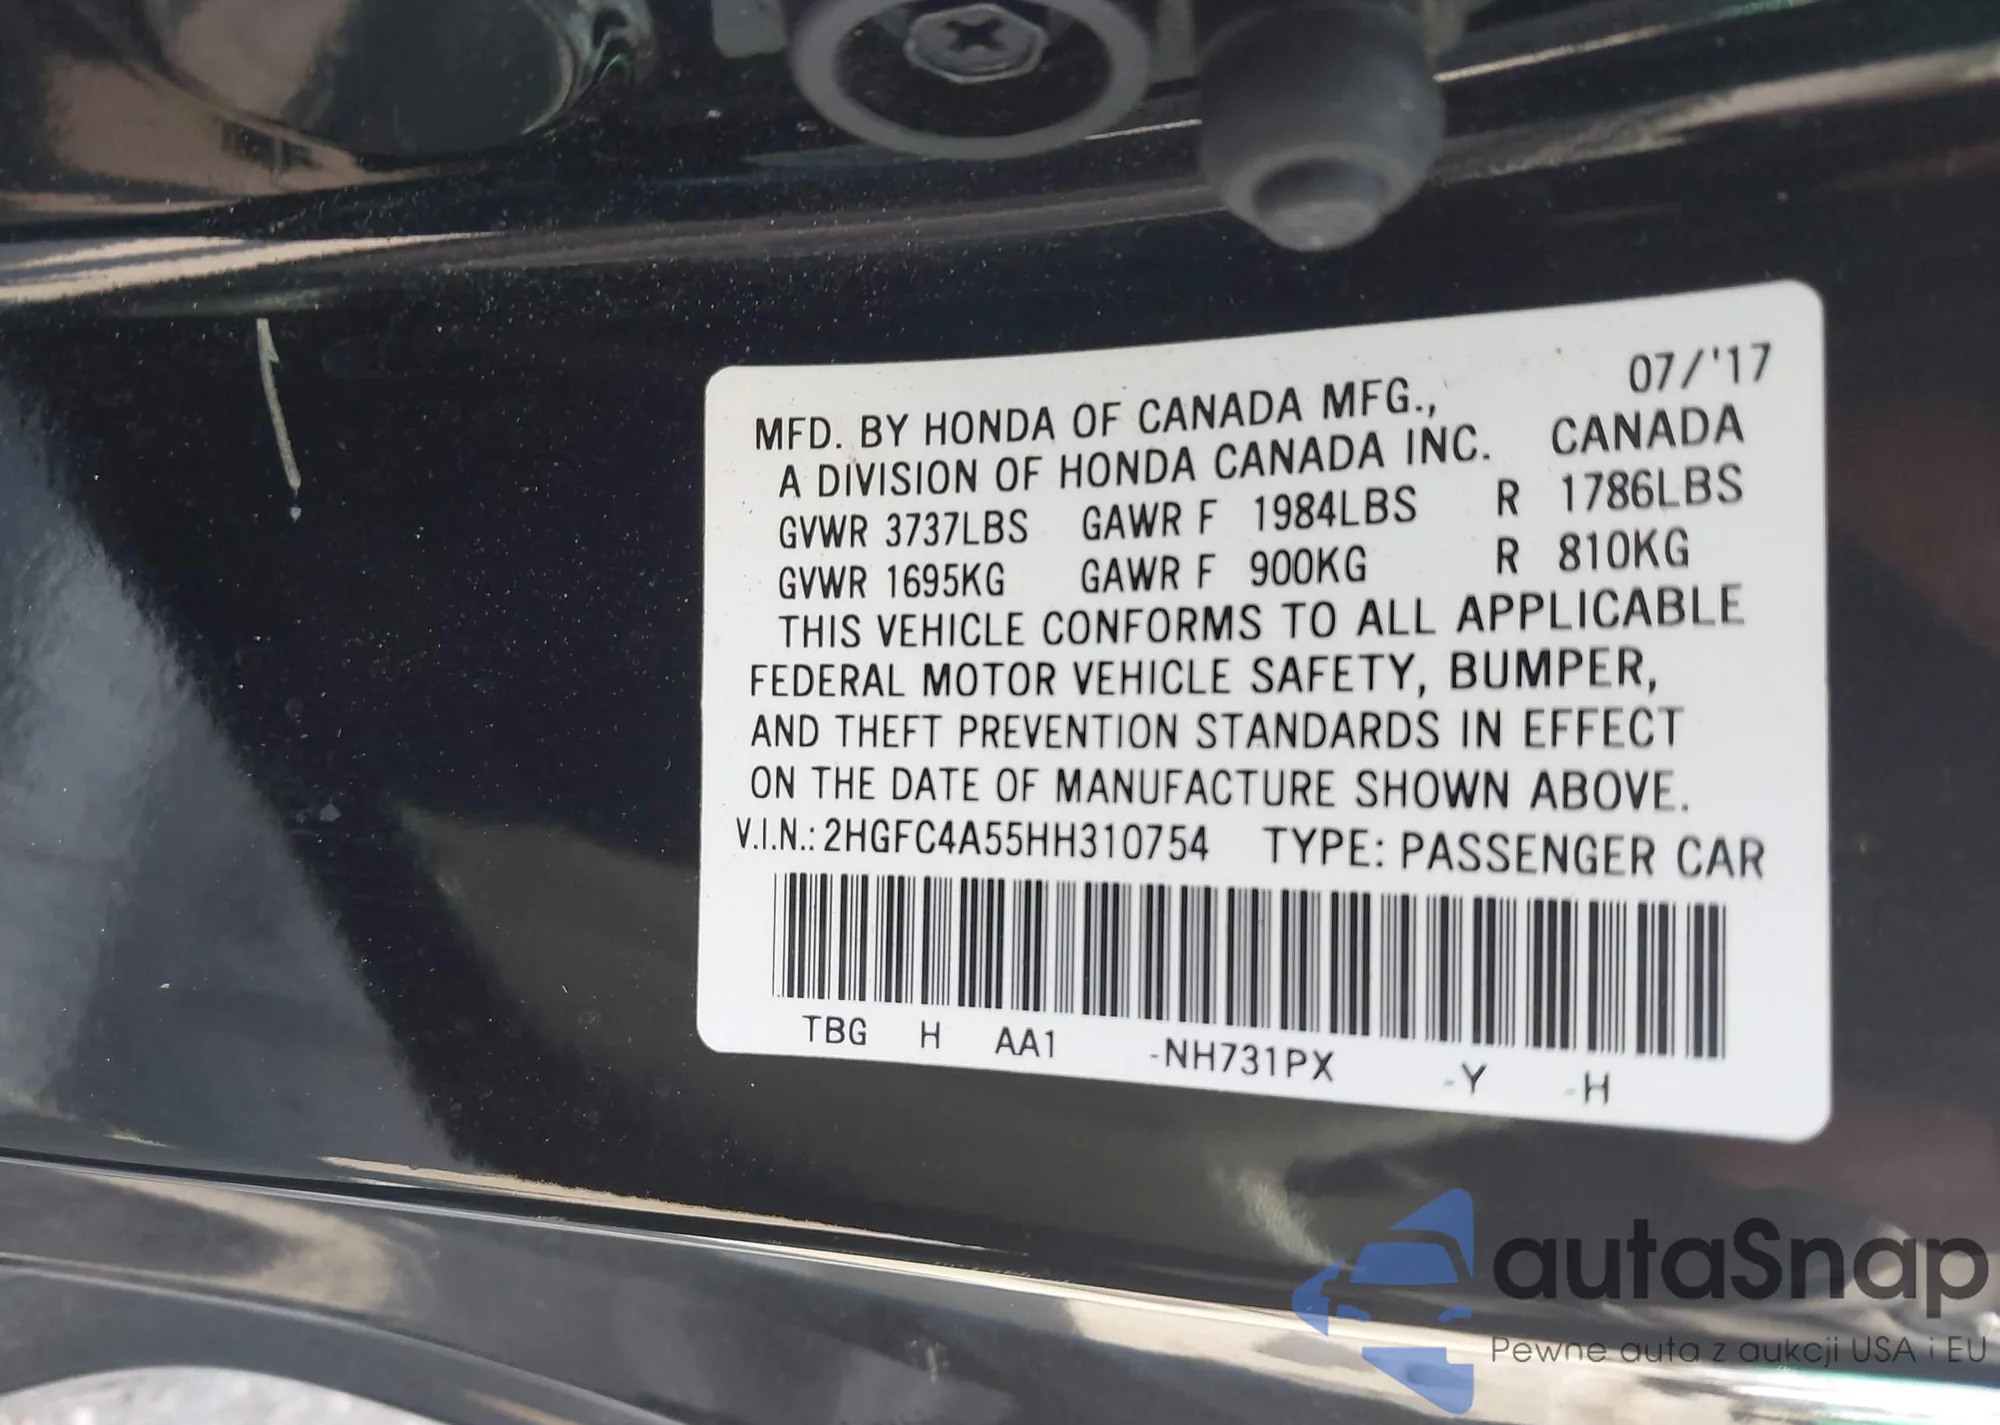 07/'17
MFD. BY HONDA OF CANADA MFG.,
A DIVISION OF HONDA CANADA INC. CANADA
GVWR 3737LBS GAWR F 1984LBS R 1786LBS
GVWR 1695KG GAWR F 900KG R 810KG
THIS VEHICLE CONFORMS TO ALL APPLICABLE
FEDERAL MOTOR VEHICLE SAFETY, BUMPER,
AND THEFT PREVENTION STANDARDS IN EFFECT
ON THE DATE OF MANUFACTURE SHOWN ABOVE.
V.I.N.: 2HGFC4A55HH310754 TYPE: PASSENGER CAR
TBG H AA1 -NH731PX -Y -H
autaSnap
Pewne auta z aukcji USA i EU